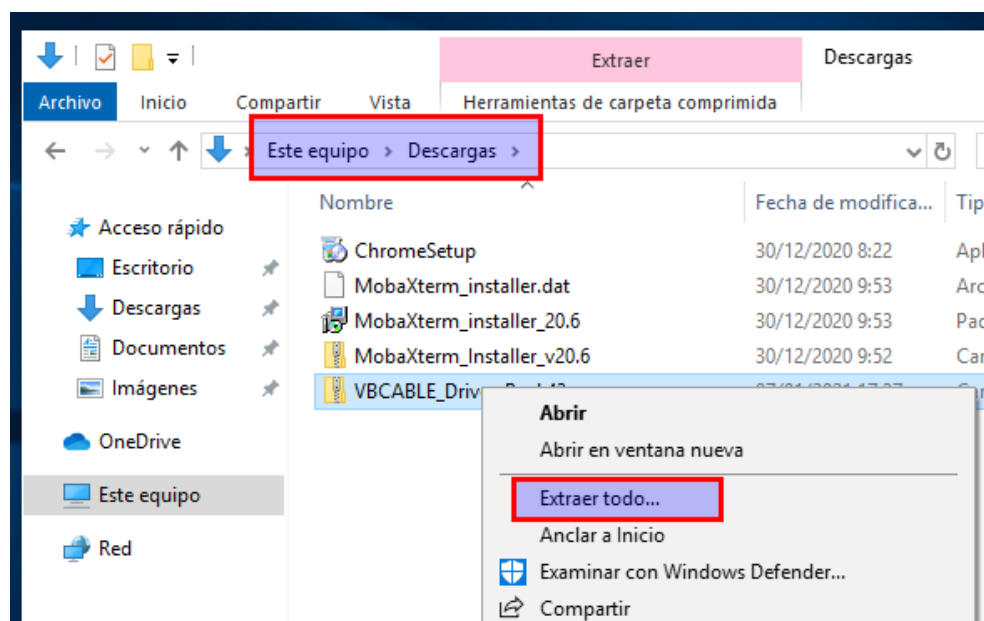 Extraer Descargas
Archivo Inicio Compartir Vista Herramientas de carpeta comprimida
Este equipo Descargas
Nombre Fecha de modifica...
Acceso rápido
Escritorio
Descargas
Documentos
Imágenes
OneDrive
Este equipo
Red
ChromeSetup 30/12/2020 8:22
MobaXterm_installer.dat 30/12/2020 9:53
MobaXterm_installer_20.6 30/12/2020 9:53
MobaXterm_Installer_v20.6 30/12/2020 9:52
Abrir
Abrir en ventana nueva
Extraer todo...
Anclar a Inicio
Examinar con Windows Defender...
Compartir